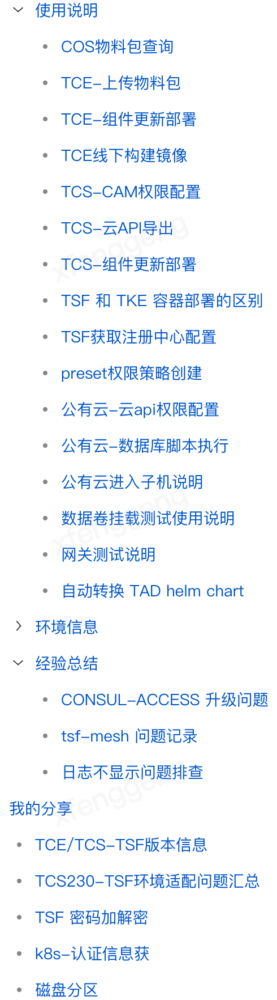 使用说明
COS物料包查询
TCE-上传物料包
TCE-组件更新部署
TCE线下构建镜像
TCS-CAM权限配置
TCS-云API导出
TCS-组件更新部署
TSF 和 TKE 容器部署的区别
TSF获取注册中心配置
preset权限策略创建
公有云-云api权限配置
公有云-数据库脚本执行
公有云进入子机说明
数据卷挂载测试使用说明
网关测试说明
自动转换 TAD helm chart
环境信息
经验总结
CONSUL-ACCESS 升级问题
tsf-mesh 问题记录
日志不显示问题排查
我的分享
TCE/TCS-TSF版本信息
TCS230-TSF环境适配问题汇总
TSF 密码加解密
k8s-认证信息获
磁盘分区
xfenggeng
xfenggeng
xfenggeng